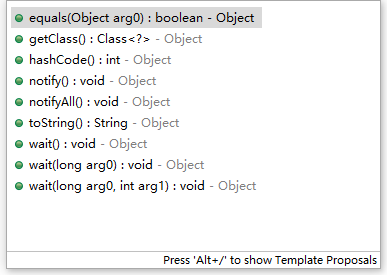 equals(Object arg0) : boolean - Object
getClass() : Class<?> - Object
hashCode() : int - Object
notify() : void - Object
notifyAll() : void - Object
toString() : String - Object
wait() : void - Object
wait(long arg0) : void - Object
wait(long arg0, int arg1) : void - Object
Press 'Alt+/' to show Template Proposals